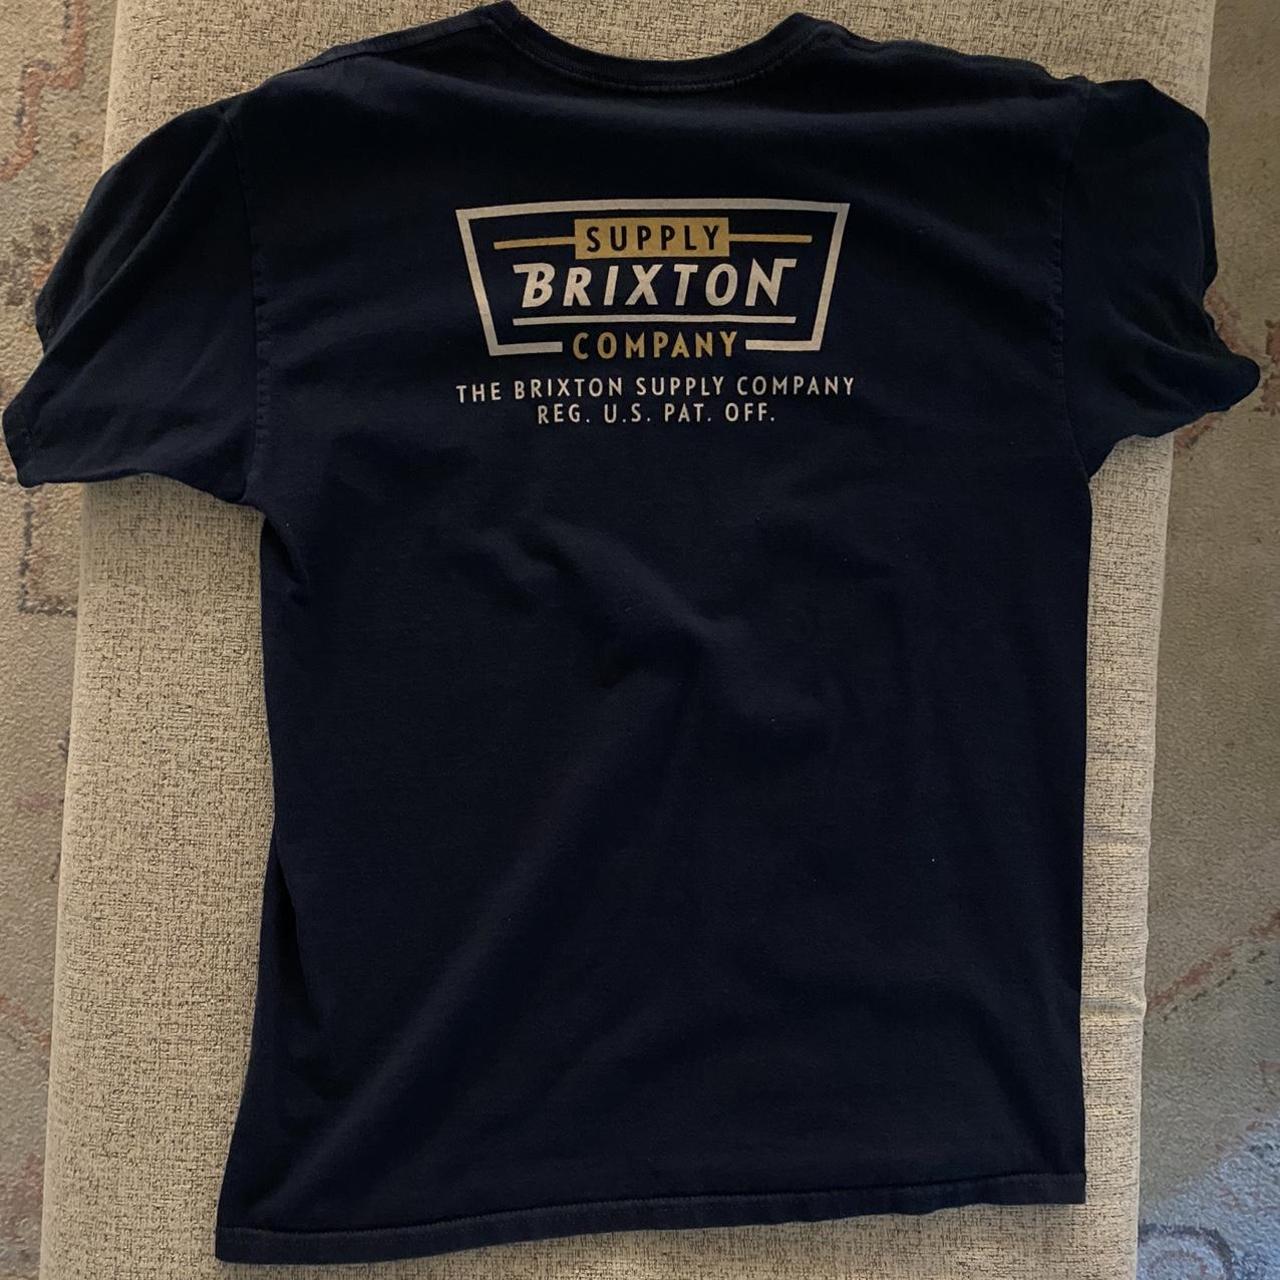 SUPPLY
BRIXTON
COMPANY
THE BRIXTON SUPPLY COMPANY
REG. U.S. PAT. OFF.